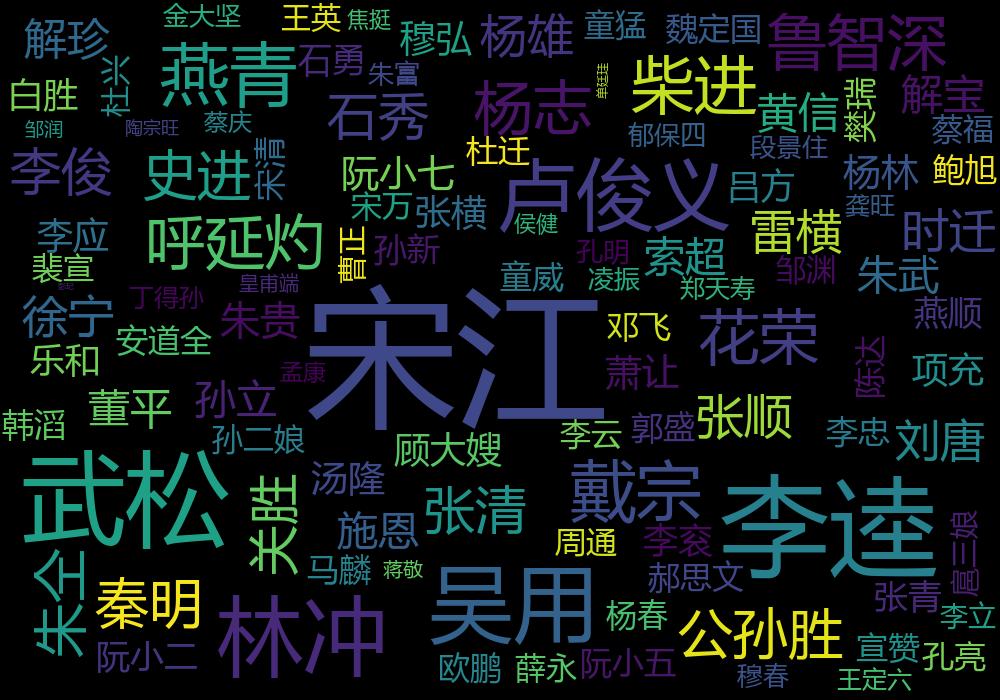 金大坚
王英
焦挺
解珍
穆弘
杨雄
童猛
魏定国
鲁智深
燕青
石勇
朱富
白胜
杜兴
杨志
单廷珪
柴进
黄信
樊瑞
解宝
邹润
陶宗旺
蔡庆
石秀
郁保四
蔡福
李俊
史进
宋清
阮小七
杜迁
卢俊义
段景住
杨林
鲍旭
吕方
李应
呼延灼
宋万
张横
侯健
雷横
龚旺
时迁
裴宣
曹正
孙新
孔明
索超
邹渊
朱武
皇甫端
童威
凌振
郑天寿
徐宁
丁得孙
朱贵
宋江
邓飞
花荣
燕顺
乐和
安道全
孟康
萧让
陈达
项充
韩滔
董平
孙立
孙二娘
顾大嫂
李云
郭盛
张顺
李忠
刘唐
武松
关胜
汤隆
张清
戴宗
李逵
施恩
周通
李衮
扈三娘
朱仝
秦明
马麟
蒋敬
吴用
郝思文
张青
林冲
杨春
公孙胜
李立
阮小二
欧鹏
薛永
阮小五
穆春
宣赞
孔亮
王定六